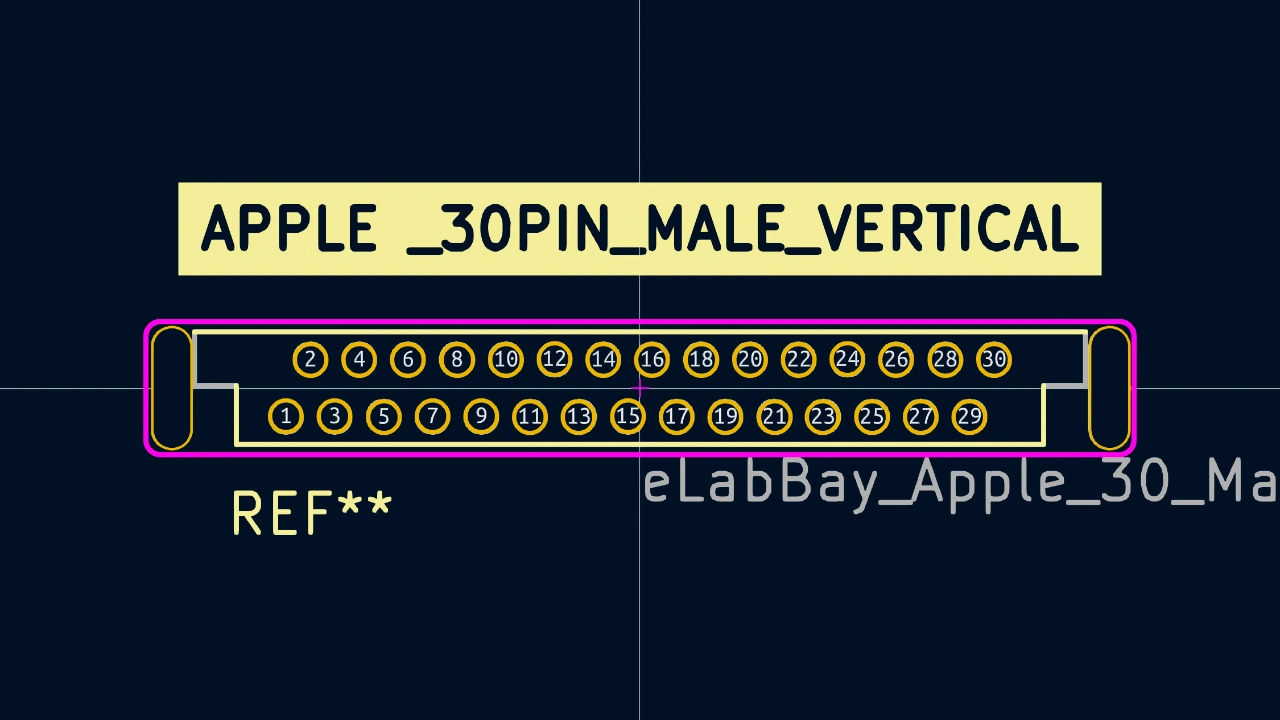 APPLE _30PIN_MALE_VERTICAL
2 4 6 8 10 12 14 16 18 20 22 24 26 28 30
1 3 5 7 9 11 13 15 17 19 21 23 25 27 29
eLabBay_Apple_30_Ma
REF**